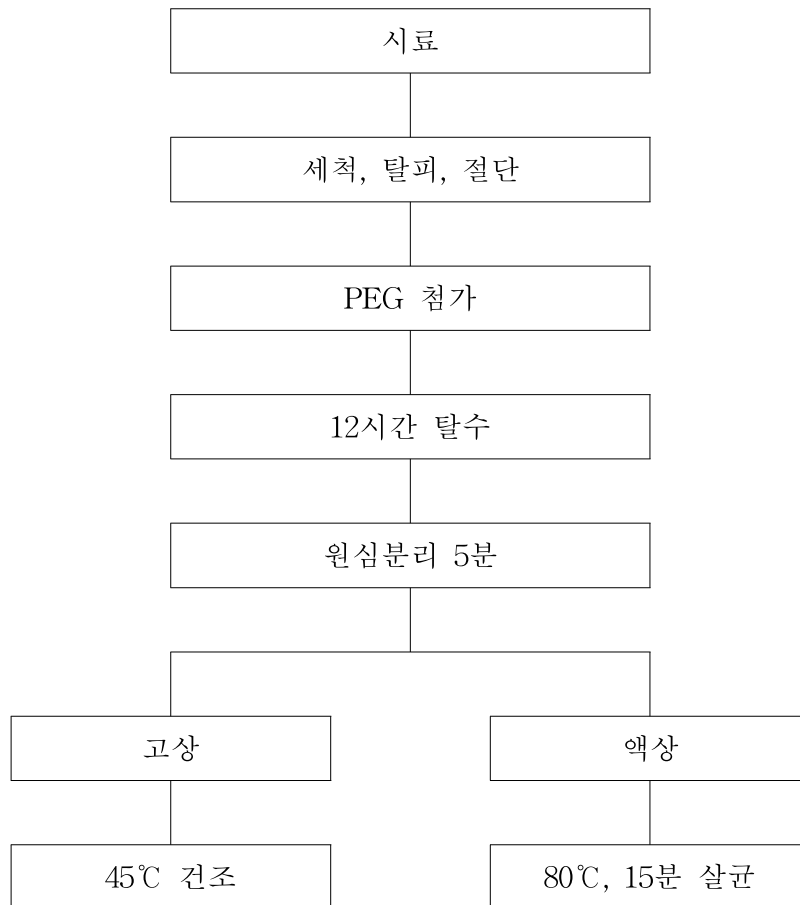 시료
세척, 탈피, 절단
PEG 첨가
12시간 탈수
원심분리 5분
고상
액상
45℃ 건조
80℃, 15분 살균